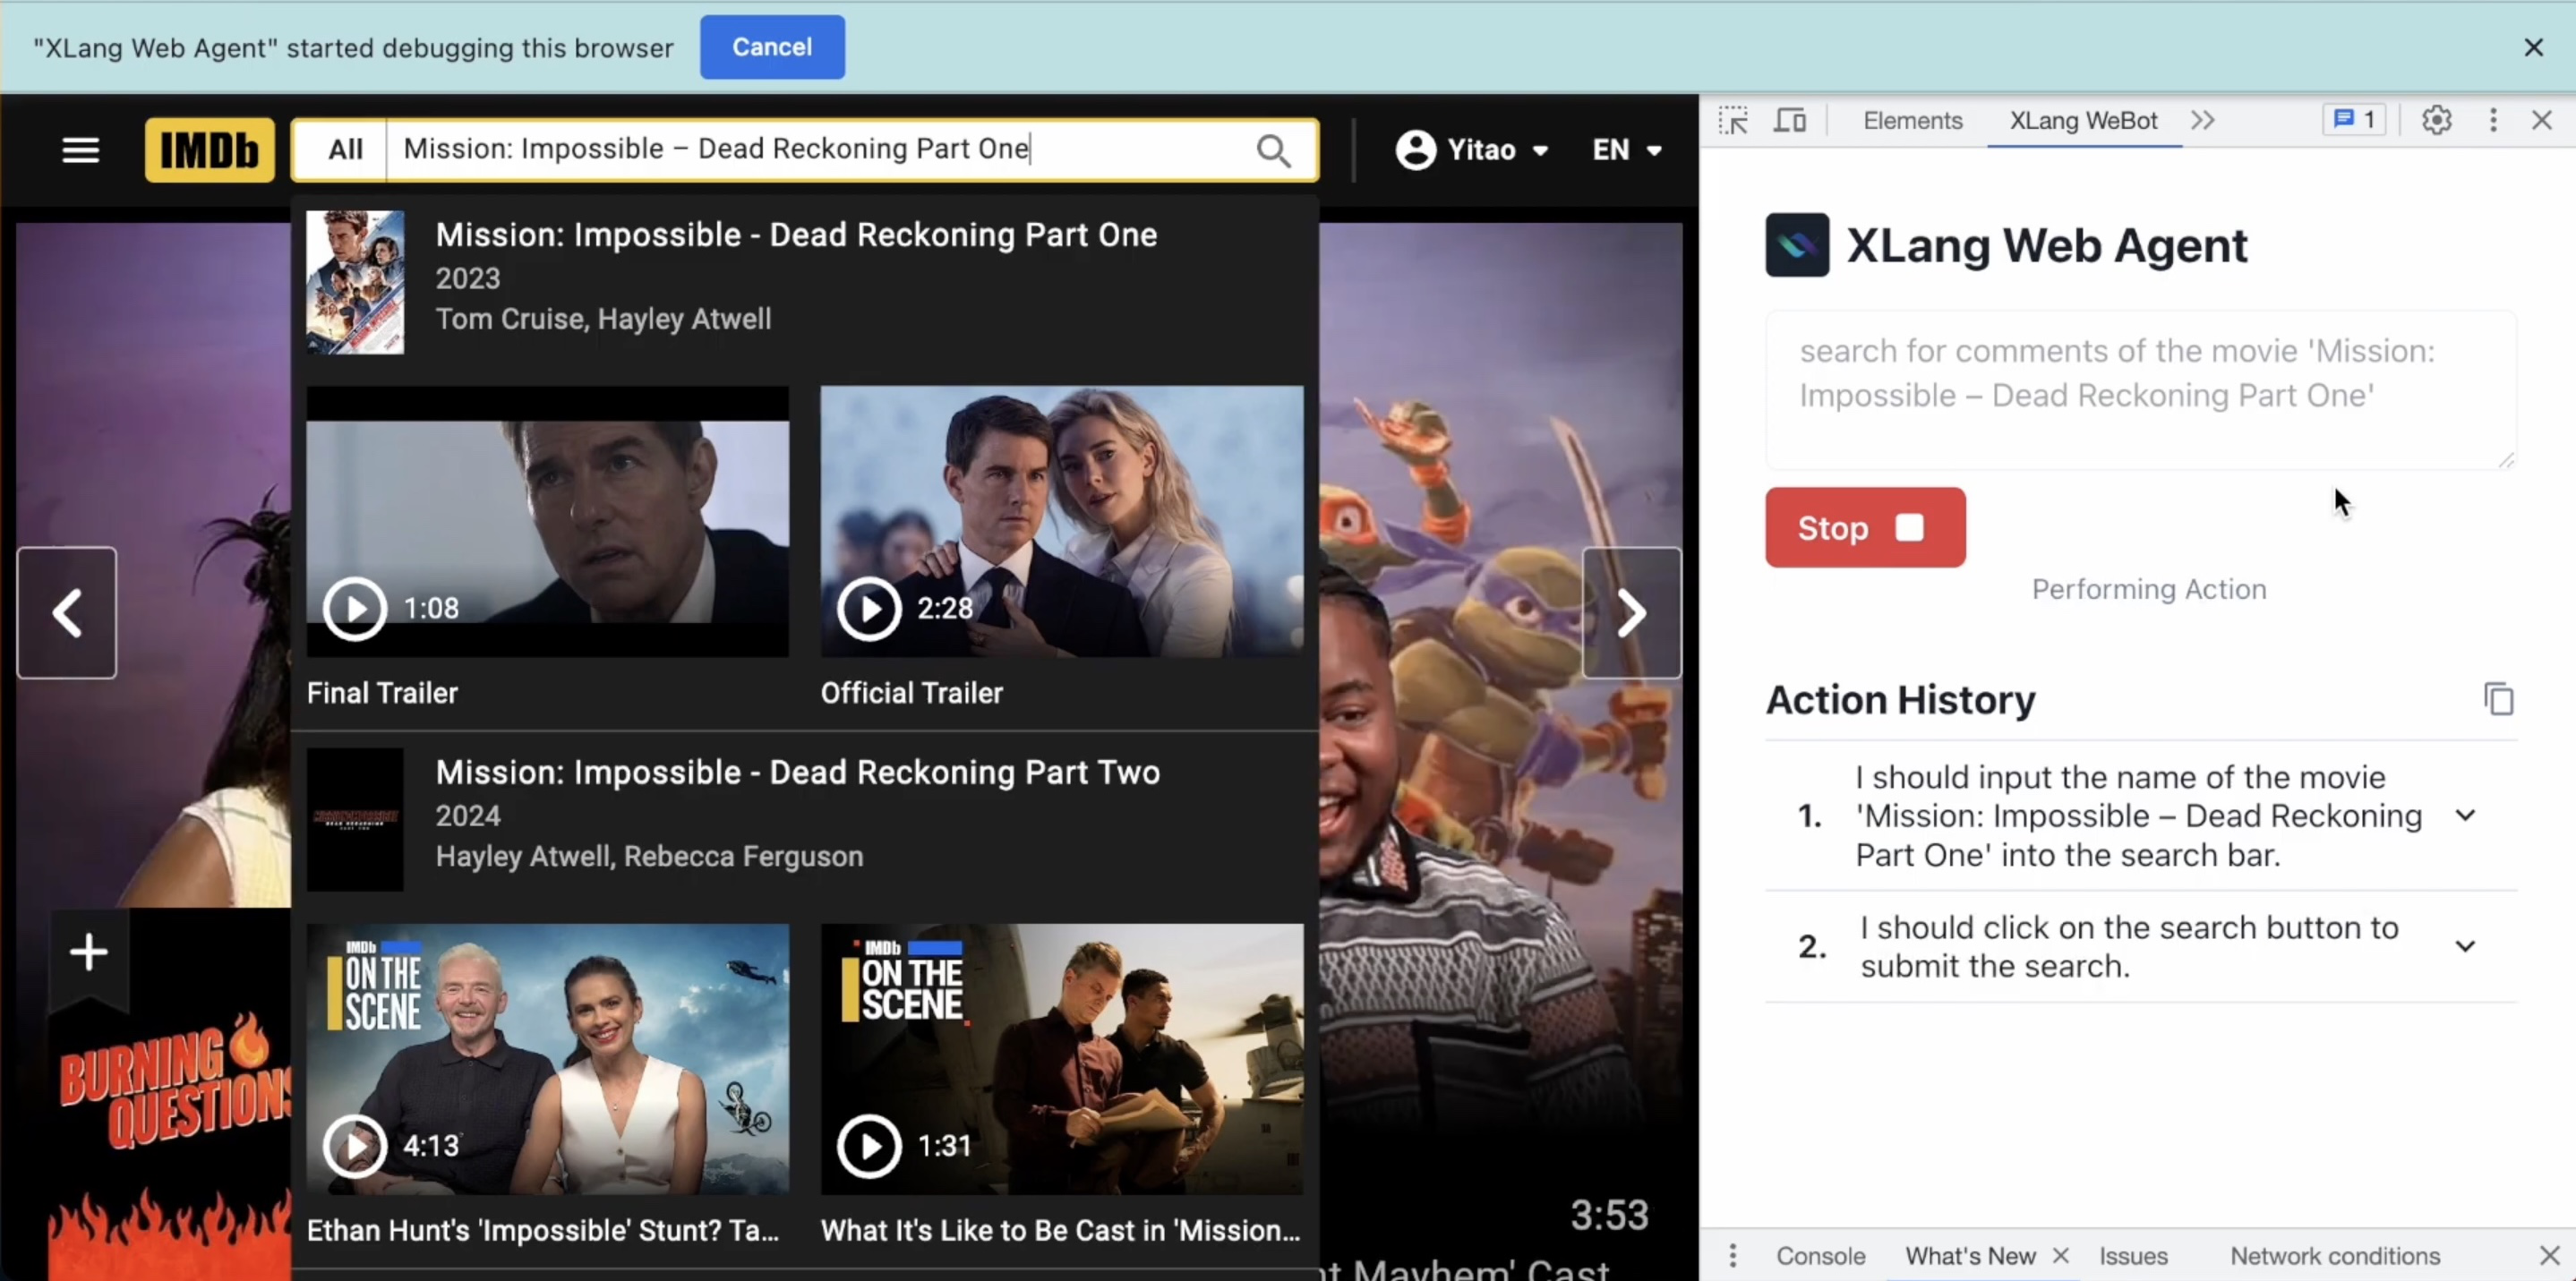 "XLang Web Agent" started debugging this browser
Cancel
IMDb
All
Mission: Impossible – Dead Reckoning Part One
Yitao
EN
Mission: Impossible - Dead Reckoning Part One
2023
Tom Cruise, Hayley Atwell
1:08
2:28
Final Trailer
Official Trailer
Mission: Impossible - Dead Reckoning Part Two
2024
Hayley Atwell, Rebecca Ferguson
IMDb
ON THE
SCENE
4:13
IMDb
ON THE
SCENE
1:31
Ethan Hunt's 'Impossible' Stunt? Ta...
What It's Like to Be Cast in 'Mission...
BURNING
QUESTIONS
3:53
Mayhem' Cast
Elements
XLang WeBot
1
XLang Web Agent
search for comments of the movie 'Mission:
Impossible – Dead Reckoning Part One'
Stop
Performing Action
Action History
1.
I should input the name of the movie
'Mission: Impossible – Dead Reckoning
Part One' into the search bar.
2.
I should click on the search button to
submit the search.
Console
What's New
Issues
Network conditions